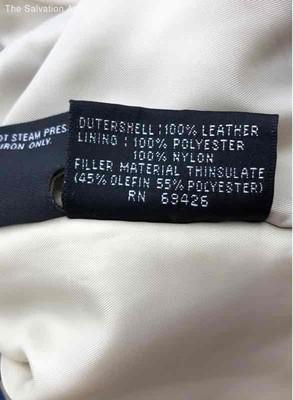 The Salvation A
OT STEAM PRES
IRON ONLY.
OUTERSHELL:100% LEATHER
LINING : 100% POLYESTER
100% NYLON
FILLER MATERIAL THINSULATE
(45% OLEFIN 55% POLYESTER)
RN 69426